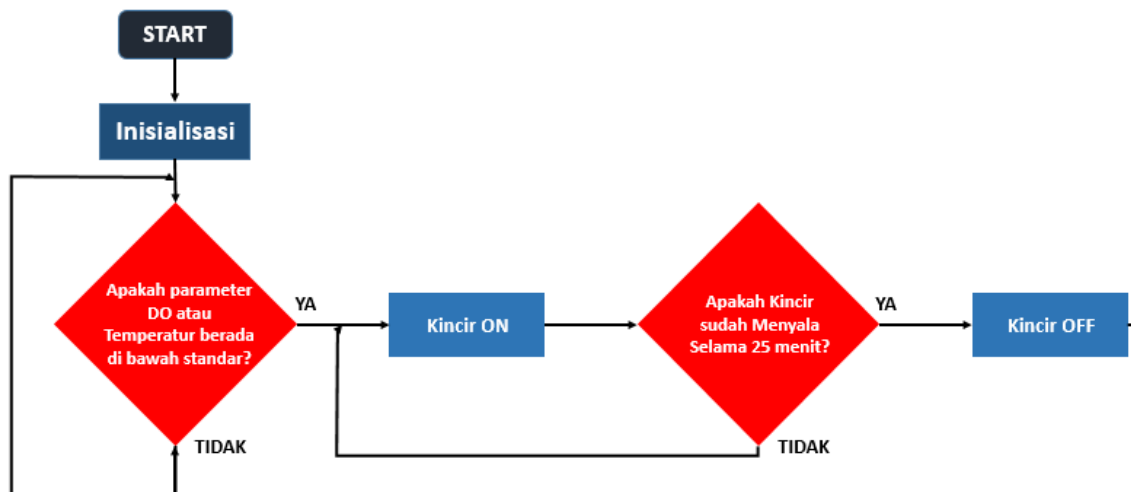 START
Inisialisasi
Apakah parameter
DO atau
Temperatur berada
di bawah standar?
YA
Kincir ON
Apakah Kincir
sudah Menyala
Selama 25 menit?
YA
Kincir OFF
TIDAK
TIDAK